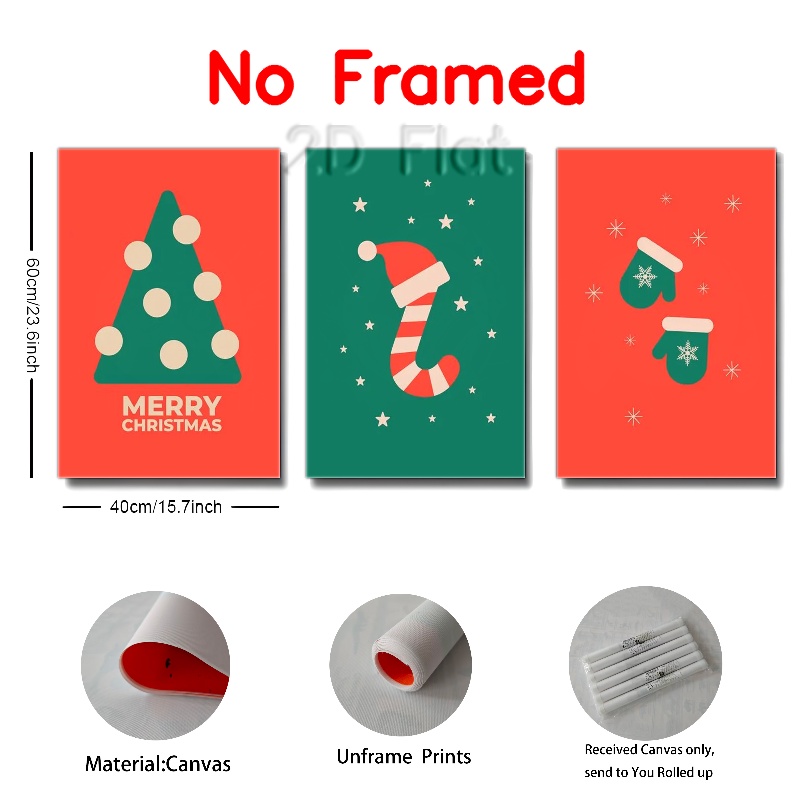 No Framed
2D Flat
60cm/23.6inch
MERRY
CHRISTMAS
40cm/15.7inch
Material:Canvas
Unframe Prints
Received Canvas only,
send to You Rolled up